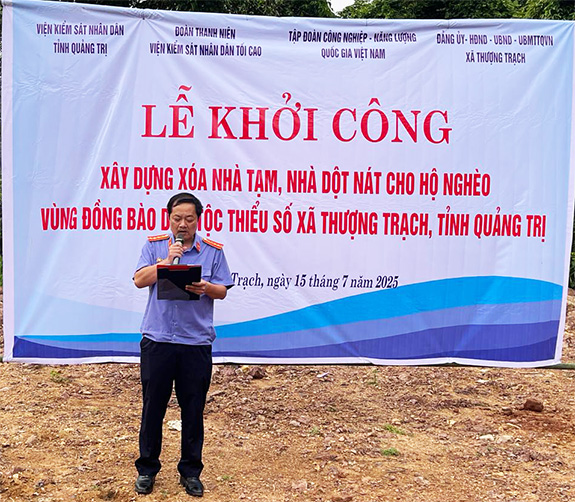 VIỆN KIỂM SÁT NHÂN DÂN
TỈNH QUẢNG TRỊ
ĐOÀN THANH NIÊN
VIỆN KIỂM SÁT NHÂN DÂN TỐI CAO
TẬP ĐOÀN CÔNG NGHIỆP - NĂNG LƯỢNG
QUỐC GIA VIỆT NAM
ĐẢNG ỦY- HĐND - UBND - UBMTTQVN
XÃ THƯỢNG TRẠCH
LỄ KHỞI CÔNG
XÂY DỰNG XÓA NHÀ TẠM, NHÀ DỘT NÁT CHO HỘ NGHÈO
VÙNG ĐỒNG BÀO THIỂU SỐ XÃ THƯỢNG TRẠCH, TỈNH QUẢNG TRỊ
Trạch, ngày 15 tháng 7 năm 2025